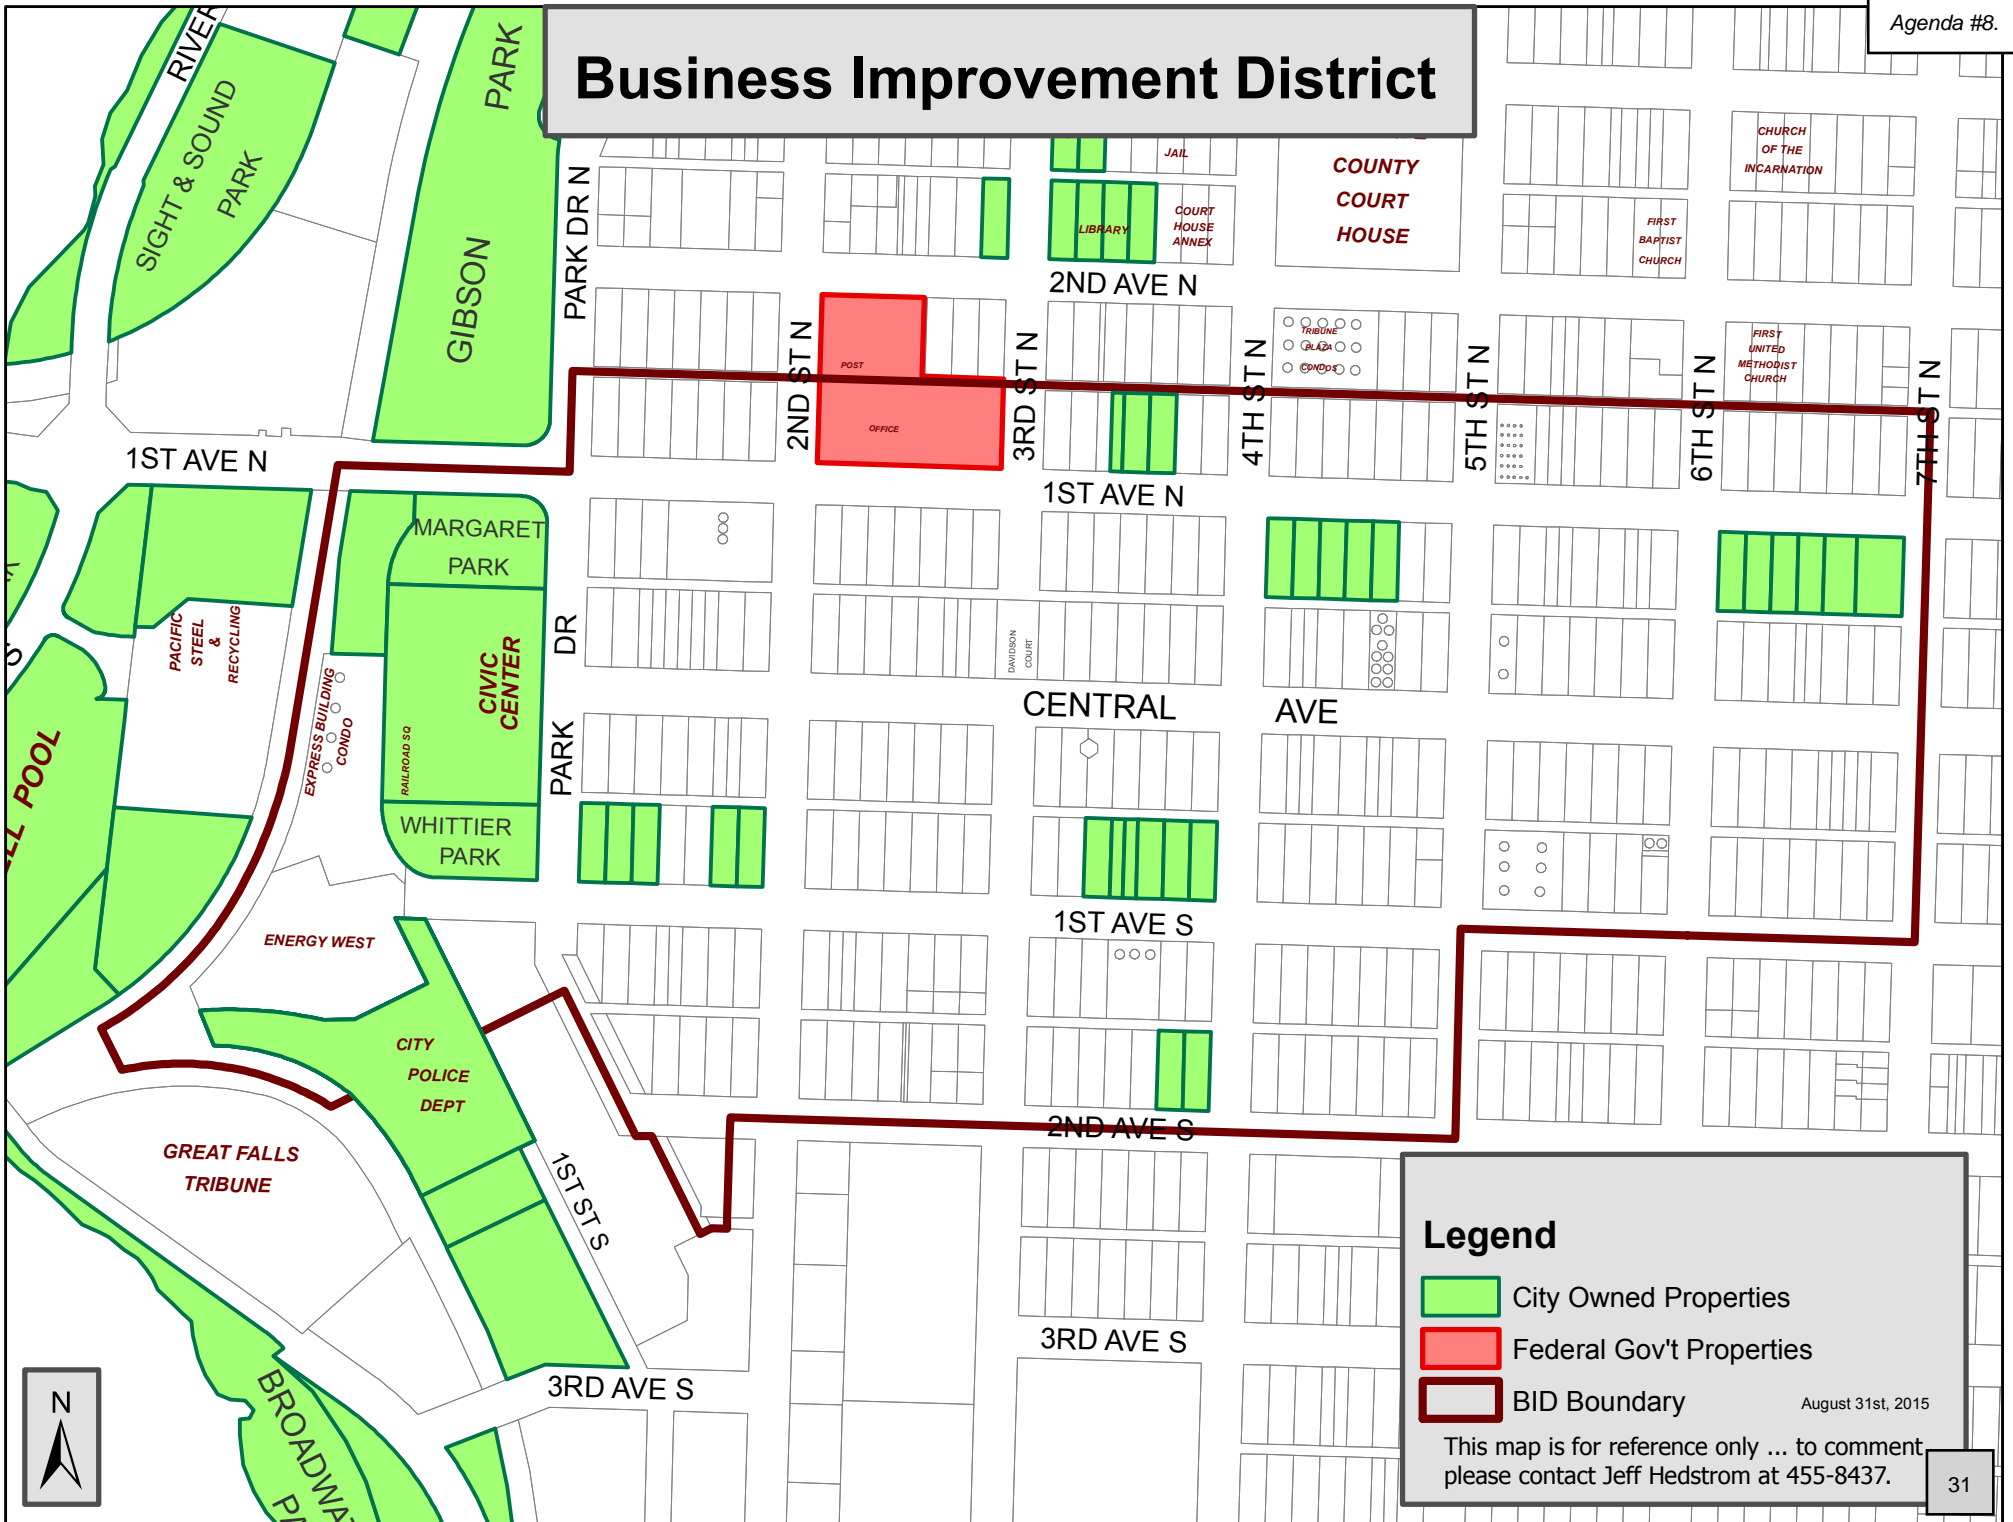 Agenda #8.
Business Improvement District
RIVER
SIGHT & SOUND
PARK
PARK
GIBSON
PARK DR N
JAIL
COUNTY
COURT
HOUSE
CHURCH
OF THE
INCARNATION
LIBRARY
COURT
HOUSE
ANNEX
FIRST
BAPTIST
CHURCH
2ND AVE N
2ND ST N
POST
OFFICE
3RD ST N
4TH ST N
TRIBUNE
PLAZA
CONDOS
5TH ST N
6TH ST N
FIRST
UNITED
METHODIST
CHURCH
7TH ST N
1ST AVE N
1ST AVE N
MARGARET
PARK
PACIFIC
STEEL
&
RECYCLING
CIVIC
CENTER
RAILROAD SQ
EXPRESS BUILDING
CONDO
DR
PARK
DAVIDSON
COURT
CENTRAL AVE
POOL
WHITTIER
PARK
1ST AVE S
ENERGY WEST
CITY
POLICE
DEPT
GREAT FALLS
TRIBUNE
1ST ST S
2ND AVE S
3RD AVE S
3RD AVE S
Legend
City Owned Properties
Federal Gov't Properties
BID Boundary
August 31st, 2015
This map is for reference only ... to comment
please contact Jeff Hedstrom at 455-8437.
31
N